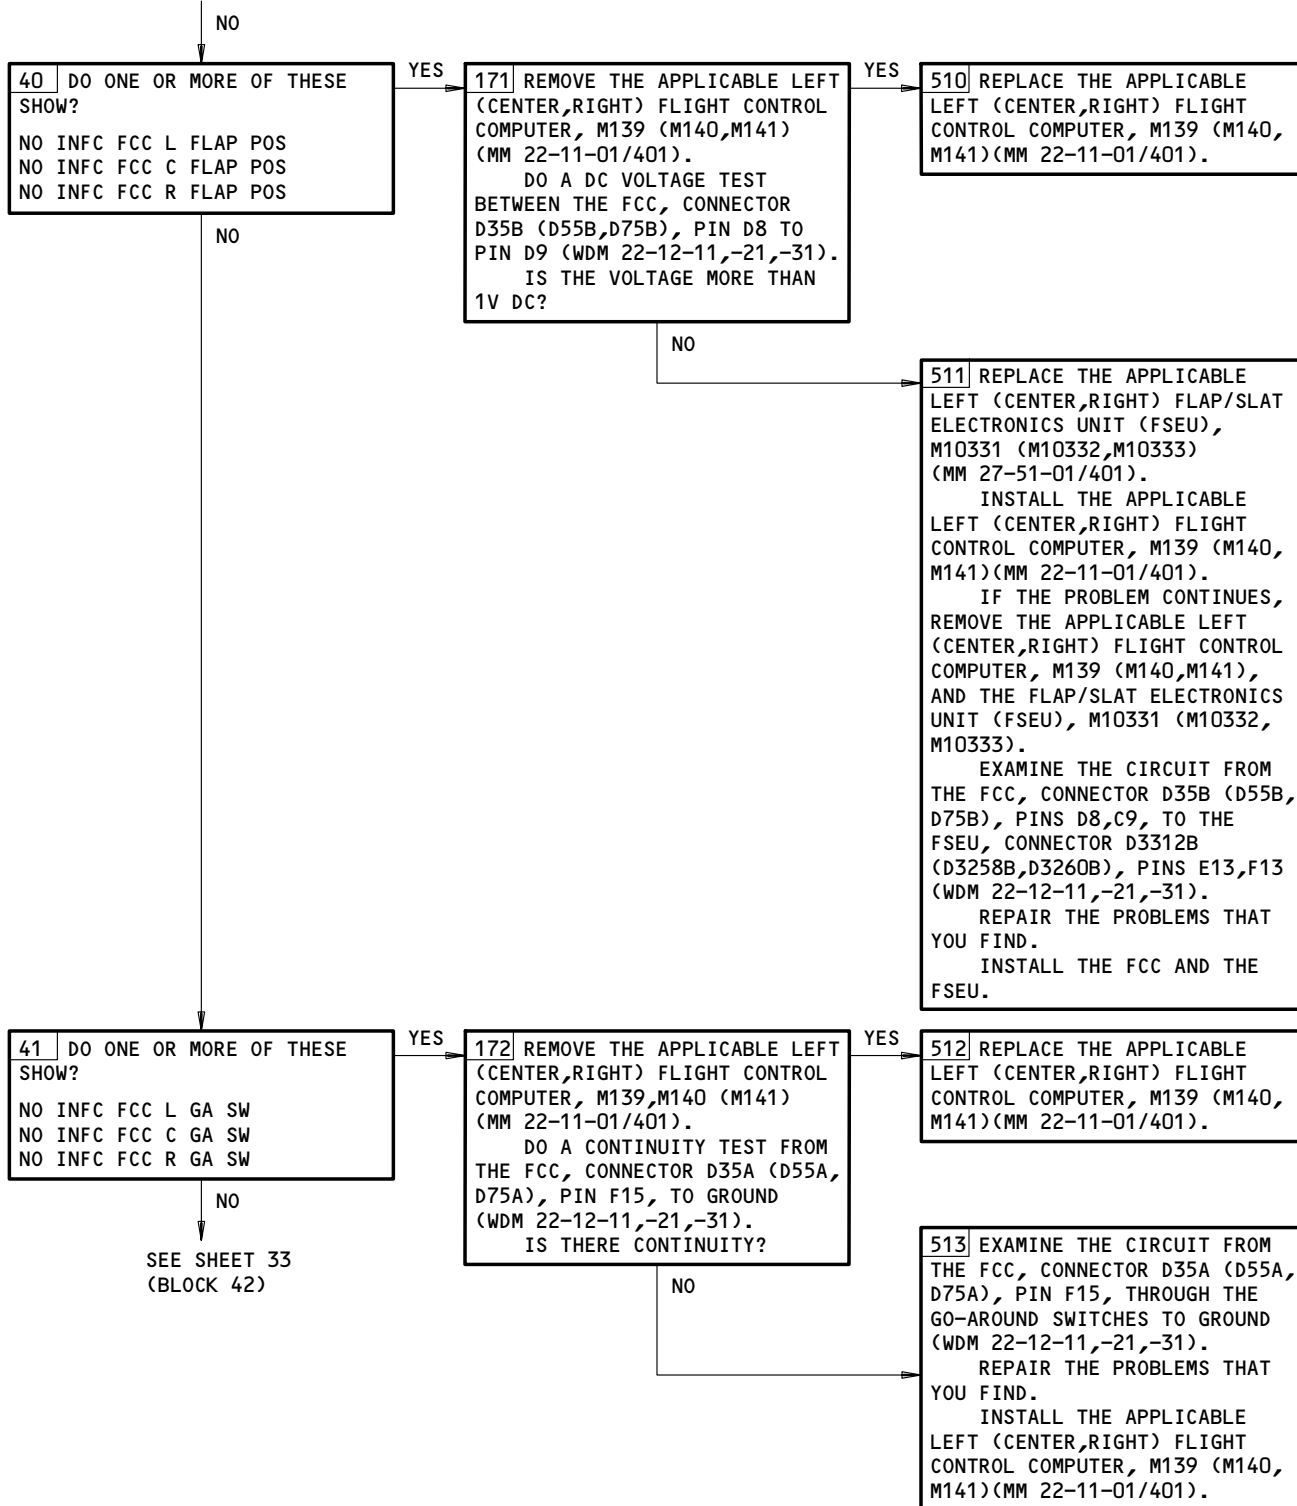 NO
40 DO ONE OR MORE OF THESE
SHOW?
NO INFC FCC L FLAP POS
NO INFC FCC C FLAP POS
NO INFC FCC R FLAP POS
YES
171 REMOVE THE APPLICABLE LEFT
(CENTER,RIGHT) FLIGHT CONTROL
COMPUTER, M139 (M140,M141)
(MM 22-11-01/401).
DO A DC VOLTAGE TEST
BETWEEN THE FCC, CONNECTOR
D35B (D55B,D75B), PIN D8 TO
PIN D9 (WDM 22-12-11,-21,-31).
IS THE VOLTAGE MORE THAN
1V DC?
YES
510 REPLACE THE APPLICABLE
LEFT (CENTER,RIGHT) FLIGHT
CONTROL COMPUTER, M139 (M140,
M141)(MM 22-11-01/401).
NO
NO
511 REPLACE THE APPLICABLE
LEFT (CENTER,RIGHT) FLAP/SLAT
ELECTRONICS UNIT (FSEU),
M10331 (M10332,M10333)
(MM 27-51-01/401).
INSTALL THE APPLICABLE
LEFT (CENTER,RIGHT) FLIGHT
CONTROL COMPUTER, M139 (M140,
M141)(MM 22-11-01/401).
IF THE PROBLEM CONTINUES,
REMOVE THE APPLICABLE LEFT
(CENTER,RIGHT) FLIGHT CONTROL
COMPUTER, M139 (M140,M141),
AND THE FLAP/SLAT ELECTRONICS
UNIT (FSEU), M10331 (M10332,
M10333).
EXAMINE THE CIRCUIT FROM
THE FCC, CONNECTOR D35B (D55B,
D75B), PINS D8,C9, TO THE
FSEU, CONNECTOR D3312B
(D3258B,D3260B), PINS E13,F13
(WDM 22-12-11,-21,-31).
REPAIR THE PROBLEMS THAT
YOU FIND.
INSTALL THE FCC AND THE
FSEU.
41 DO ONE OR MORE OF THESE
SHOW?
NO INFC FCC L GA SW
NO INFC FCC C GA SW
NO INFC FCC R GA SW
YES
172 REMOVE THE APPLICABLE LEFT
(CENTER,RIGHT) FLIGHT CONTROL
COMPUTER, M139,M140 (M141)
(MM 22-11-01/401).
DO A CONTINUITY TEST FROM
THE FCC, CONNECTOR D35A (D55A,
D75A), PIN F15, TO GROUND
(WDM 22-12-11,-21,-31).
IS THERE CONTINUITY?
YES
512 REPLACE THE APPLICABLE
LEFT (CENTER,RIGHT) FLIGHT
CONTROL COMPUTER, M139 (M140,
M141)(MM 22-11-01/401).
NO
SEE SHEET 33
(BLOCK 42)
NO
513 EXAMINE THE CIRCUIT FROM
THE FCC, CONNECTOR D35A (D55A,
D75A), PIN F15, THROUGH THE
GO-AROUND SWITCHES TO GROUND
(WDM 22-12-11,-21,-31).
REPAIR THE PROBLEMS THAT
YOU FIND.
INSTALL THE APPLICABLE
LEFT (CENTER,RIGHT) FLIGHT
CONTROL COMPUTER, M139 (M140,
M141)(MM 22-11-01/401).